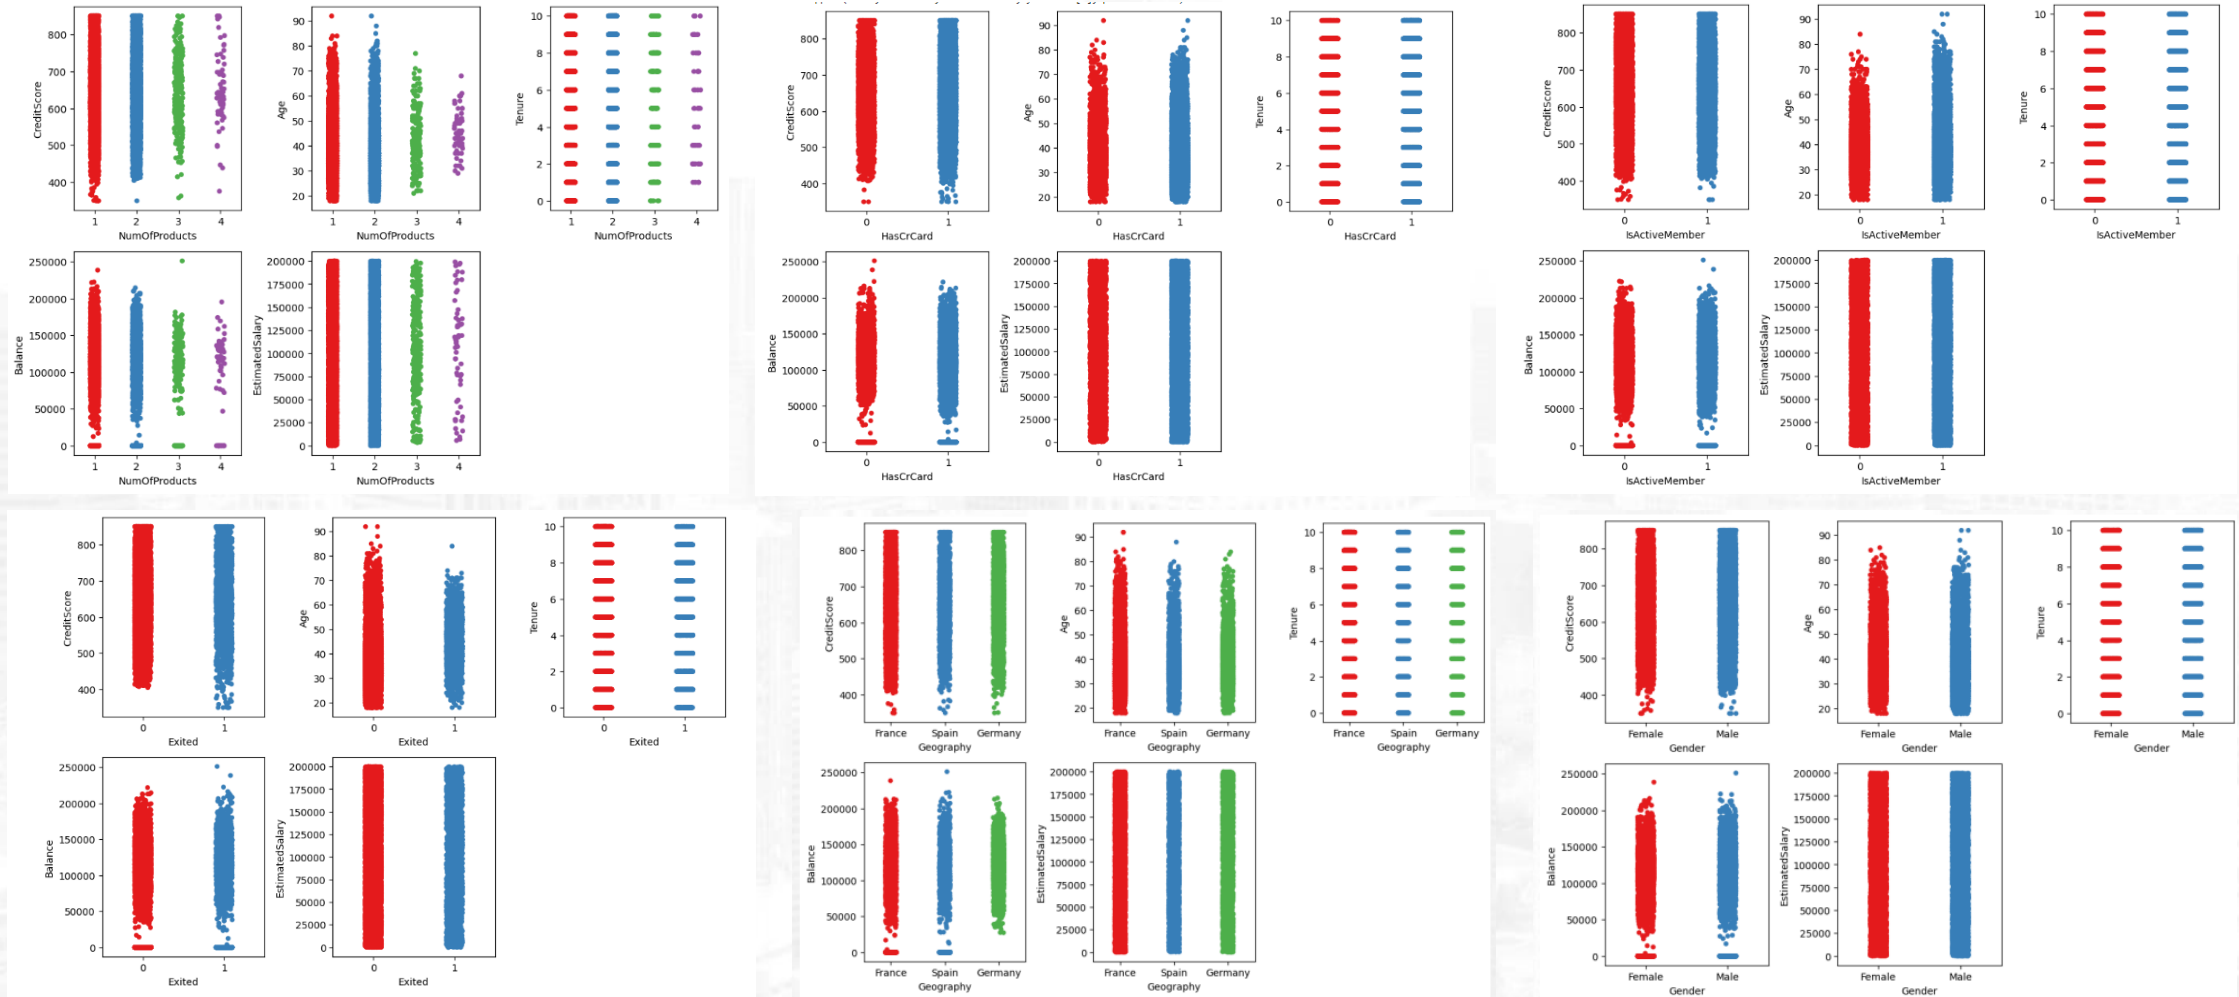 CreditScore
800
700
600
500
400
1 2 3 4
NumOfProducts
Age
90
80
70
60
50
40
30
20
1 2 3 4
NumOfProducts
Tenure
10
8
6
4
2
0
1 2 3 4
NumOfProducts
Balance
250000
200000
150000
100000
50000
0
1 2 3 4
NumOfProducts
EstimatedSalary
200000
175000
150000
125000
100000
75000
50000
25000
0
1 2 3 4
NumOfProducts
CreditScore
800
700
600
500
400
0 1
HasCrCard
Age
90
80
70
60
50
40
30
20
0 1
HasCrCard
Tenure
10
8
6
4
2
0
0 1
HasCrCard
Balance
250000
200000
150000
100000
50000
0
0 1
HasCrCard
EstimatedSalary
200000
175000
150000
125000
100000
75000
50000
25000
0
0 1
HasCrCard
CreditScore
800
700
600
500
400
0 1
IsActiveMember
Age
90
80
70
60
50
40
30
20
0 1
IsActiveMember
Tenure
10
8
6
4
2
0
0 1
IsActiveMember
Balance
250000
200000
150000
100000
50000
0
0 1
IsActiveMember
EstimatedSalary
200000
175000
150000
125000
100000
75000
50000
25000
0
0 1
IsActiveMember
CreditScore
800
700
600
500
400
0 1
Exited
Age
90
80
70
60
50
40
30
20
0 1
Exited
Tenure
10
8
6
4
2
0
0 1
Exited
Balance
250000
200000
150000
100000
50000
0
0 1
Exited
EstimatedSalary
200000
175000
150000
125000
100000
75000
50000
25000
0
0 1
Exited
CreditScore
800
700
600
500
400
France Spain Germany
Geography
Age
90
80
70
60
50
40
30
20
France Spain Germany
Geography
Tenure
10
8
6
4
2
0
France Spain Germany
Geography
Balance
250000
200000
150000
100000
50000
0
France Spain Germany
Geography
EstimatedSalary
200000
175000
150000
125000
100000
75000
50000
25000
0
France Spain Germany
Geography
CreditScore
800
700
600
500
400
Female Male
Gender
Age
90
80
70
60
50
40
30
20
Female Male
Gender
Tenure
10
8
6
4
2
0
Female Male
Gender
Balance
250000
200000
150000
100000
50000
0
Female Male
Gender
EstimatedSalary
200000
175000
150000
125000
100000
75000
50000
25000
0
Female Male
Gender